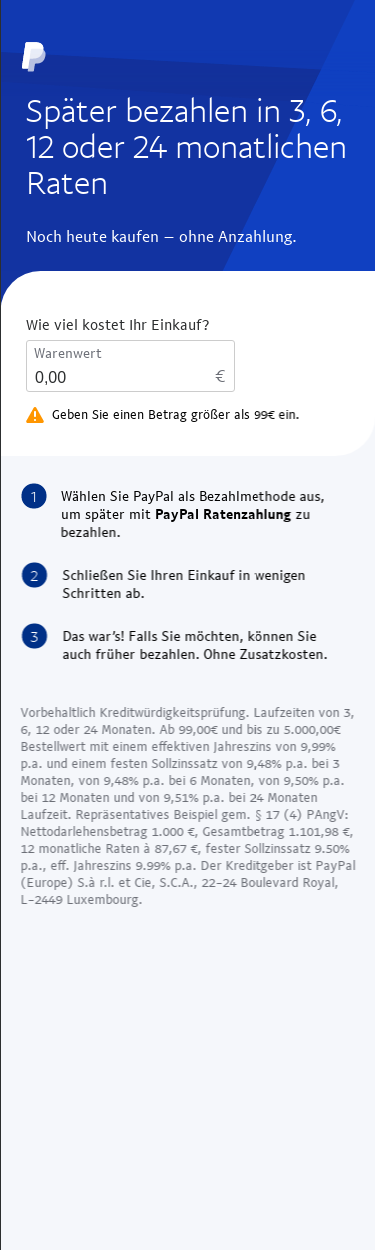 Später bezahlen in 3, 6,
12 oder 24 monatlichen
Raten
Noch heute kaufen – ohne Anzahlung.
Wie viel kostet Ihr Einkauf?
Warenwert
0,00 €
Geben Sie einen Betrag größer als 99€ ein.
1 Wählen Sie PayPal als Bezahlmethode aus,
um später mit PayPal Ratenzahlung zu
bezahlen.
2 Schließen Sie Ihren Einkauf in wenigen
Schritten ab.
3 Das war's! Falls Sie möchten, können Sie
auch früher bezahlen. Ohne Zusatzkosten.
Vorbehaltlich Kreditwürdigkeitsprüfung. Laufzeiten von 3,
6, 12 oder 24 Monaten. Ab 99,00€ und bis zu 5.000,00€
Bestellwert mit einem effektiven Jahreszins von 9,99%
p.a. und einem festen Sollzinssatz von 9,48% p.a. bei 3
Monaten, von 9,48% p.a. bei 6 Monaten, von 9,50% p.a.
bei 12 Monaten und von 9,51% p.a. bei 24 Monaten
Laufzeit. Repräsentatives Beispiel gem. § 17 (4) PAngV:
Nettodarlehensbetrag 1.000 €, Gesamtbetrag 1.101,98 €,
12 monatliche Raten à 87,67 €, fester Sollzinssatz 9.50%
p.a., eff. Jahreszins 9.99% p.a. Der Kreditgeber ist PayPal
(Europe) S.à r.l. et Cie, S.C.A., 22-24 Boulevard Royal,
L-2449 Luxembourg.